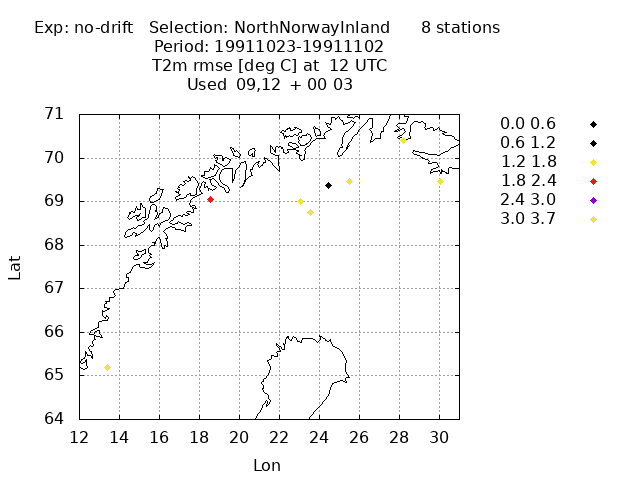 Exp: no-drift   Selection: NorthNorwayInland      8 stations
Period: 19911023-19911102
T2m rmse [deg C] at  12 UTC
Used  09,12  + 00 03
71
70
69
68
67
66
65
64
Lat
12 14 16 18 20 22 24 26 28 30
Lon
0.0 0.6
0.6 1.2
1.2 1.8
1.8 2.4
2.4 3.0
3.0 3.7